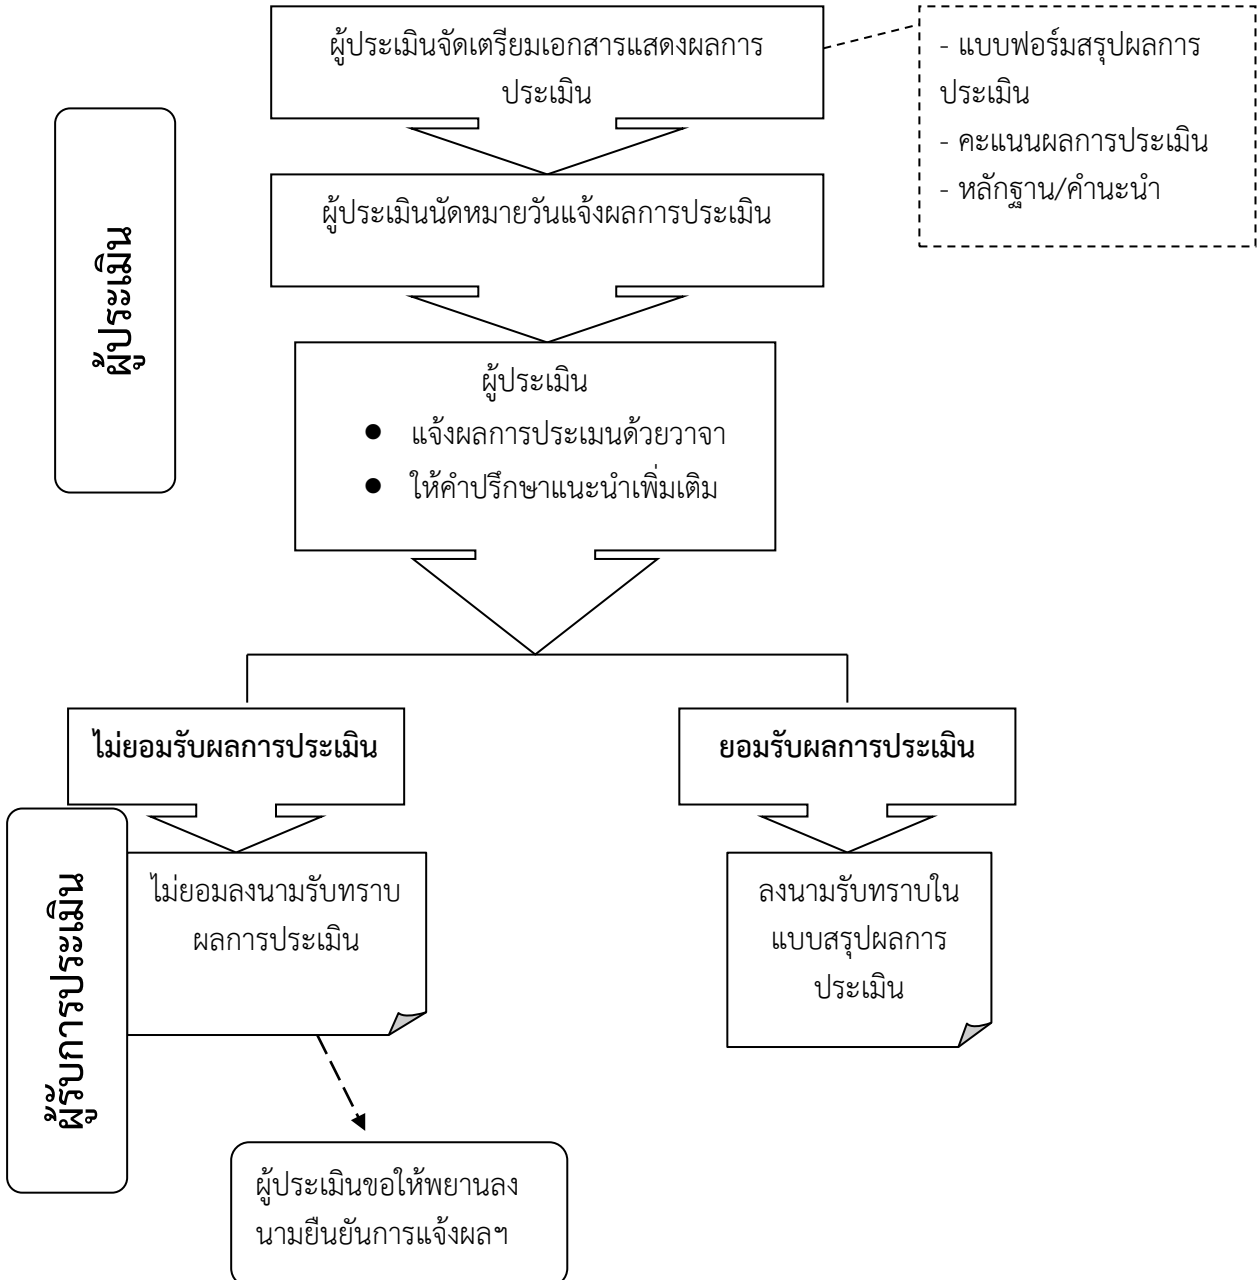 ผู้ประเมินจัดเตรียมเอกสารแสดงผลการ
ประเมิน
- แบบฟอร์มสรุปผลการ
ประเมิน
- คะแนนผลการประเมิน
- หลักฐาน/คำนะนำ
ผู้ประเมิน
ผู้ประเมินนัดหมายวันแจ้งผลการประเมิน
ผู้ประเมิน
● แจ้งผลการประเมนด้วยวาจา
● ให้คำปรึกษาแนะนำเพิ่มเติม
ไม่ยอมรับผลการประเมิน
ยอมรับผลการประเมิน
ผู้รับการประเมิน
ไม่ยอมลงนามรับทราบ
ผลการประเมิน
ลงนามรับทราบใน
แบบสรุปผลการ
ประเมิน
ผู้ประเมินขอให้พยานลง
นามยืนยันการแจ้งผลฯ